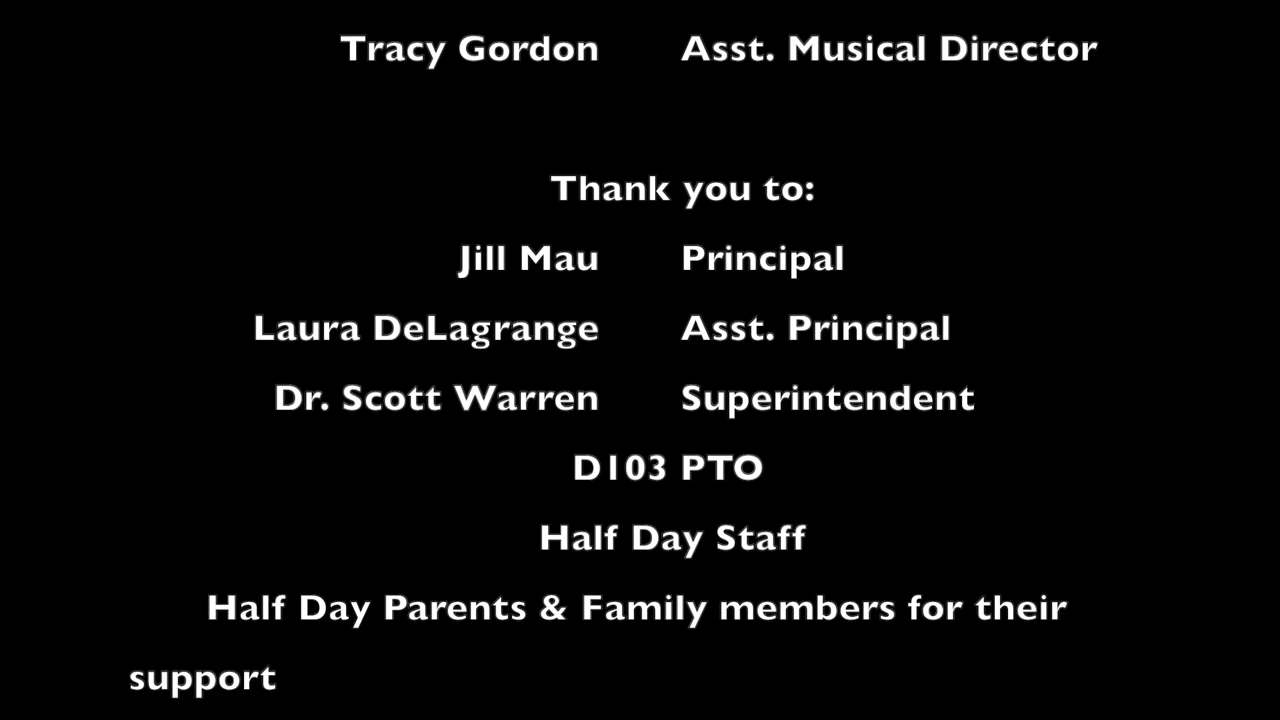 Tracy Gordon Asst. Musical Director
Thank you to:
Jill Mau Principal
Laura DeLagrange Asst. Principal
Dr. Scott Warren Superintendent
D103 PTO
Half Day Staff
Half Day Parents & Family members for their
support